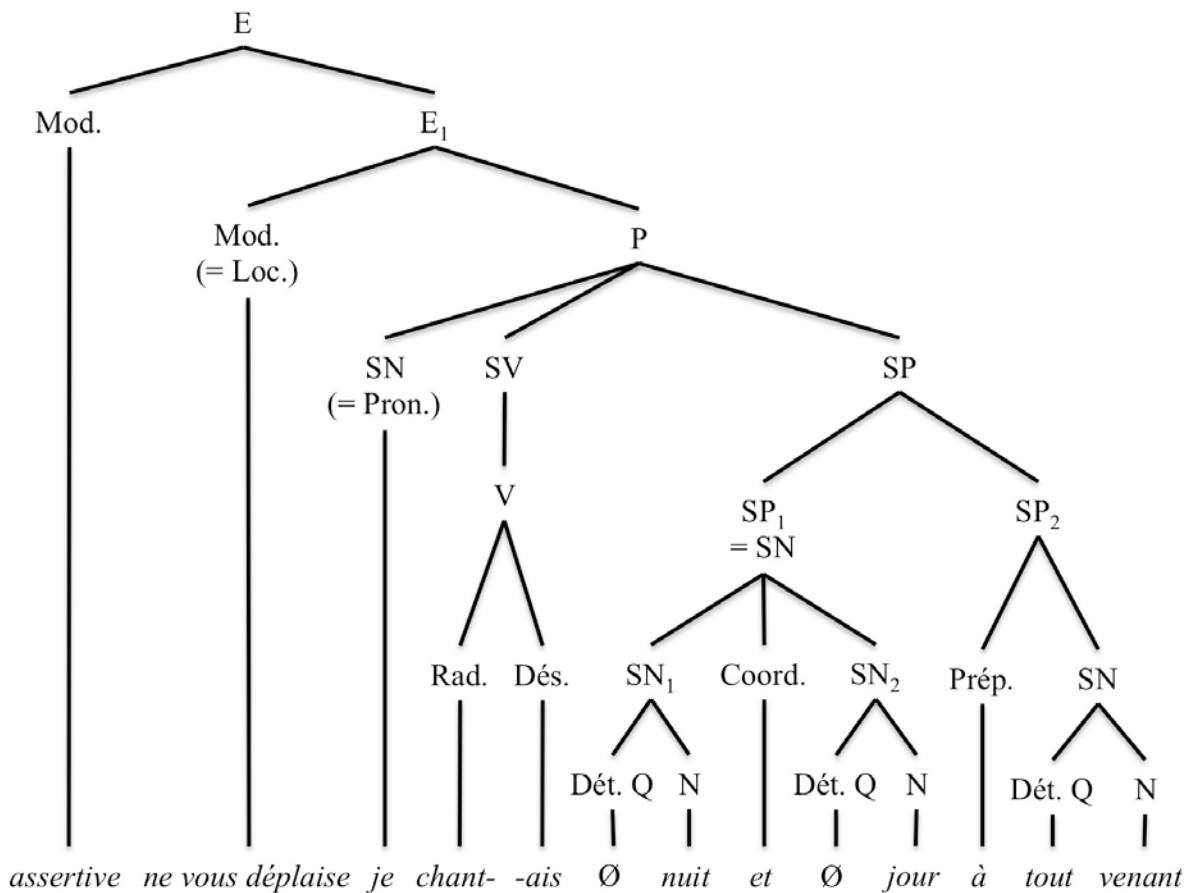 E
Mod. E₁
Mod. P
(= Loc.)
SN SV SP
(= Pron.)
V SP₁ SP₂
= SN
Rad. Dés. SN₁ Coord. SN₂ Prép. SN
Dét. Q N Dét. Q N Dét. Q N
assertive ne vous déplaise je chant- -ais Ø nuit et Ø jour à tout venant